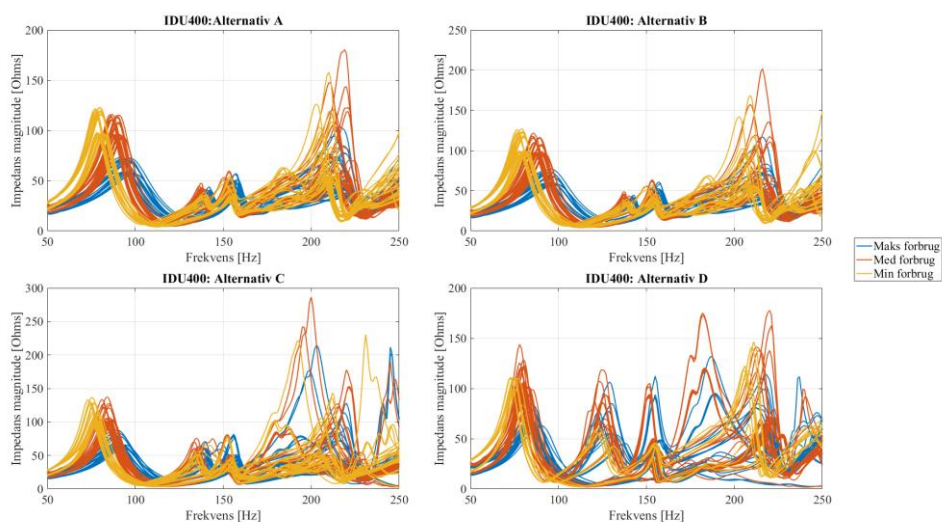 IDU400:Alternativ A
200
150
100
50
0
Impedans magnitude [Ohms]
50
100
150
200
250
Frekvens [Hz]
IDU400: Alternativ B
250
200
150
100
50
0
Impedans magnitude [Ohms]
50
100
150
200
250
Frekvens [Hz]
Maks forbrug
Med forbrug
Min forbrug
IDU400: Alternativ C
300
250
200
150
100
50
0
Impedans magnitude [Ohms]
50
100
150
200
250
Frekvens [Hz]
IDU400: Alternativ D
200
150
100
50
0
Impedans magnitude [Ohms]
50
100
150
200
250
Frekvens [Hz]